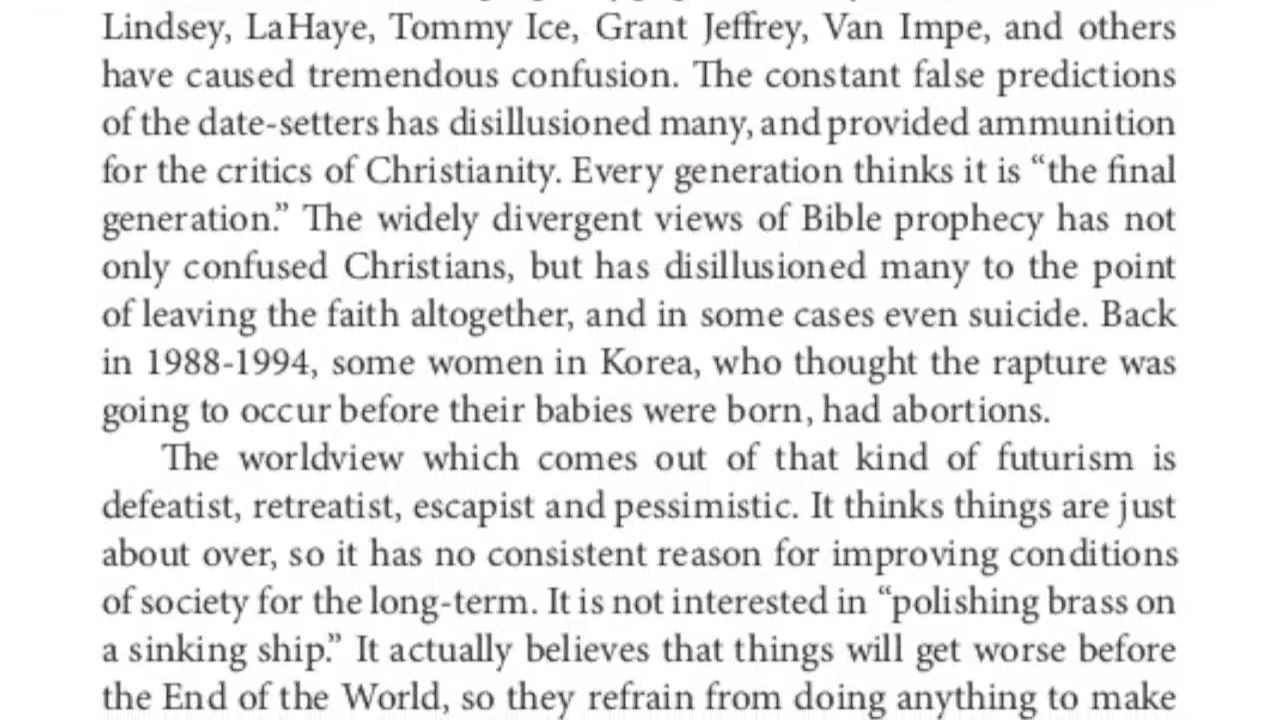 Lindsey, LaHaye, Tommy Ice, Grant Jeffrey, Van Impe, and others
have caused tremendous confusion. The constant false predictions
of the date-setters has disillusioned many, and provided ammunition
for the critics of Christianity. Every generation thinks it is “the final
generation.” The widely divergent views of Bible prophecy has not
only confused Christians, but has disillusioned many to the point
of leaving the faith altogether, and in some cases even suicide. Back
in 1988-1994, some women in Korea, who thought the rapture was
going to occur before their babies were born, had abortions.
The worldview which comes out of that kind of futurism is
defeatist, retreatist, escapist and pessimistic. It thinks things are just
about over, so it has no consistent reason for improving conditions
of society for the long-term. It is not interested in “polishing brass on
a sinking ship.” It actually believes that things will get worse before
the End of the World, so they refrain from doing anything to make